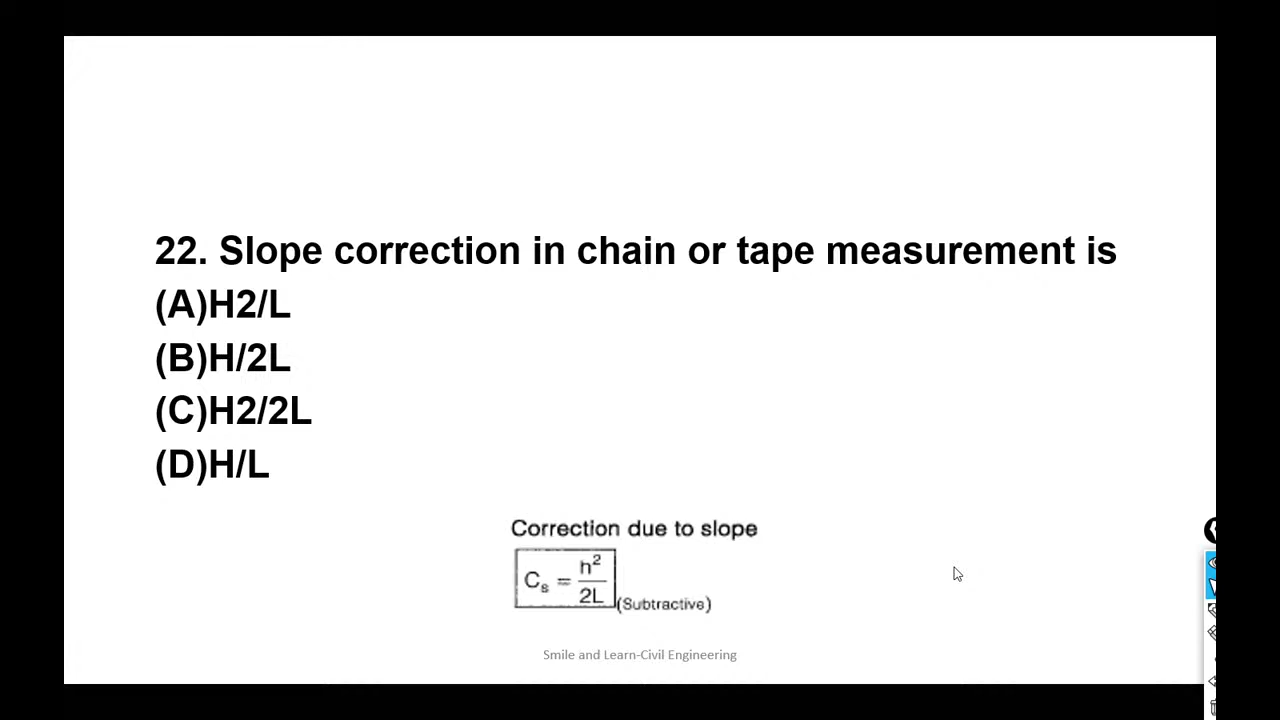 22. Slope correction in chain or tape measurement is
(A)H2/L
(B)H/2L
(C)H2/2L
(D)H/L
Correction due to slope
Cs = h²/2L (Subtractive)
Smile and Learn-Civil Engineering